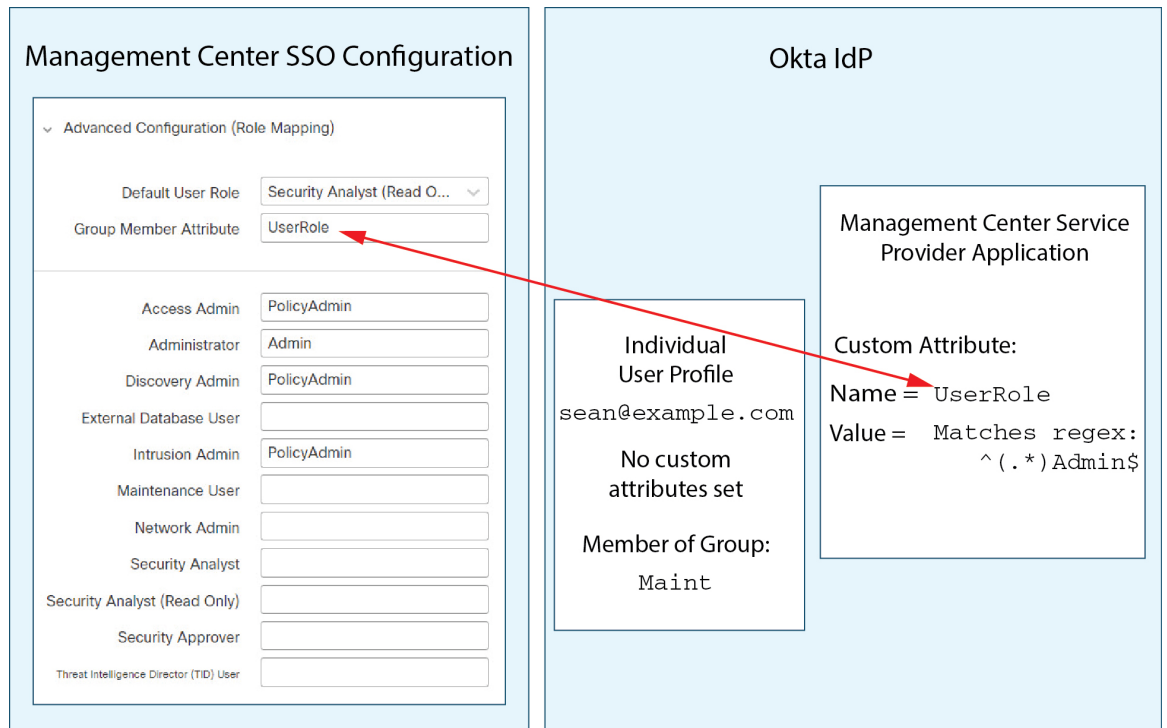 Management Center SSO Configuration
Advanced Configuration (Role Mapping)
Default User Role Security Analyst (Read O...
Group Member Attribute UserRole
Access Admin PolicyAdmin
Administrator Admin
Discovery Admin PolicyAdmin
External Database User
Intrusion Admin PolicyAdmin
Maintenance User
Network Admin
Security Analyst
Security Analyst (Read Only)
Security Approver
Threat Intelligence Director (TID) User
Okta IdP
Individual
User Profile
sean@example.com
No custom
attributes set
Member of Group:
Maint
Management Center Service
Provider Application
Custom Attribute:
Name = UserRole
Value = Matches regex:
^(.*)Admin$